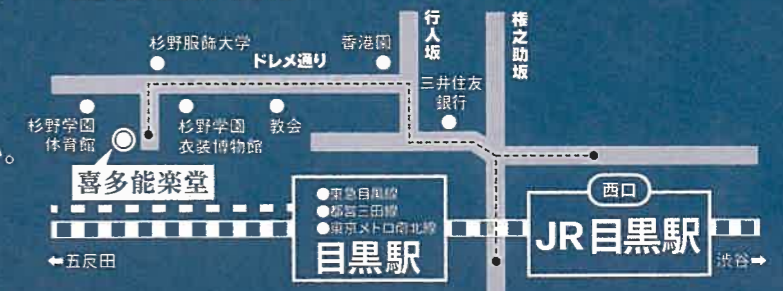 杉野服飾大学
ドレメ通り
香港園
行人坂
権之助坂
三井住友
銀行
杉野学園
体育館
杉野学園
衣装博物館
教会
。
喜多能楽堂
●東急目黒線
●都営三田線
●東京メトロ南北線
目黒駅
西口
JR目黒駅
←五反田
渋谷→